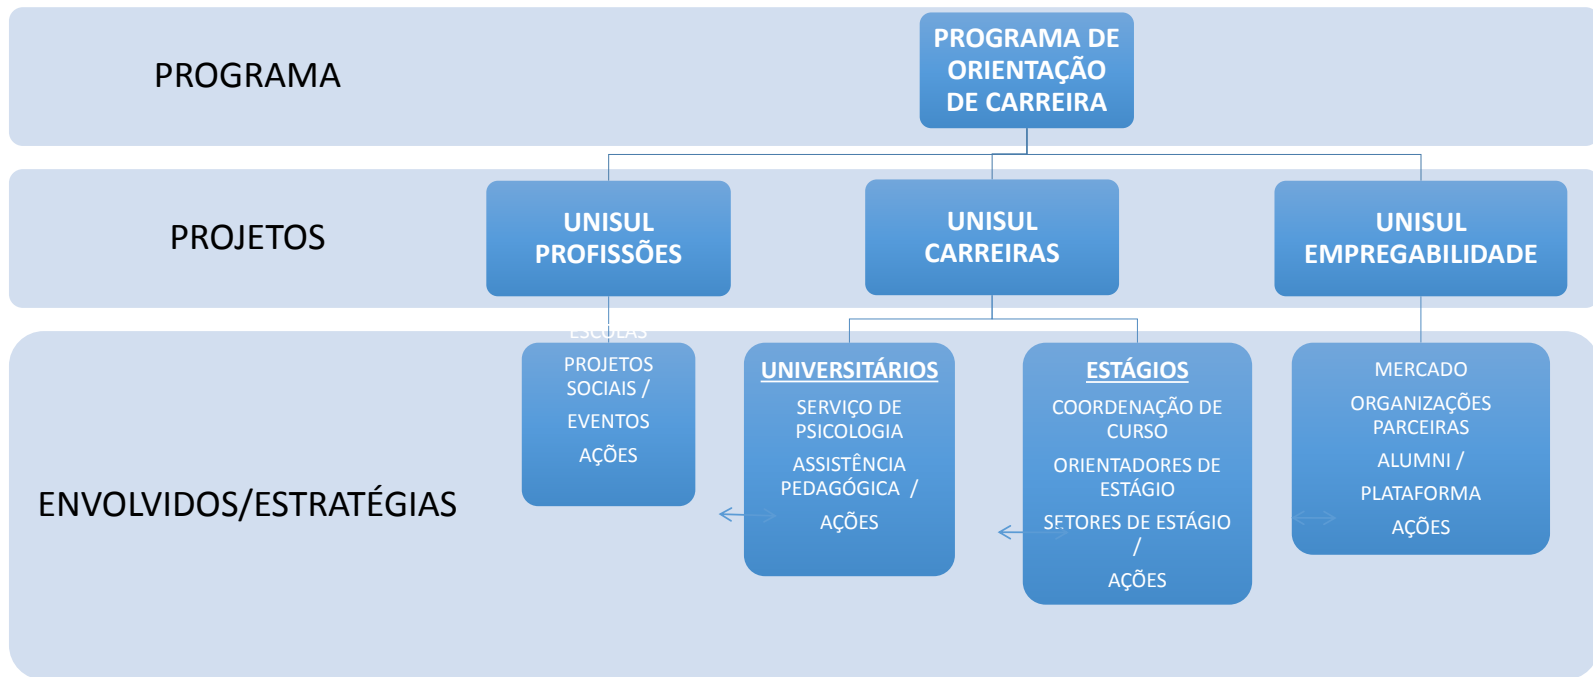 PROGRAMA
PROGRAMA DE
ORIENTAÇÃO
DE CARREIRA
PROJETOS
UNISUL
PROFISSÕES
UNISUL
CARREIRAS
UNISUL
EMPREGABILIDADE
ENVOLVIDOS/ESTRATÉGIAS
ESCOLAS
PROJETOS
SOCIAIS /
EVENTOS
AÇÕES
UNIVERSITÁRIOS
SERVIÇO DE
PSICOLOGIA
ASSISTÊNCIA
PEDAGÓGICA /
AÇÕES
ESTÁGIOS
COORDENAÇÃO DE
CURSO
ORIENTADORES DE
ESTÁGIO
SETORES DE ESTÁGIO
/
AÇÕES
MERCADO
ORGANIZAÇÕES
PARCEIRAS
ALUMNI /
PLATAFORMA
AÇÕES